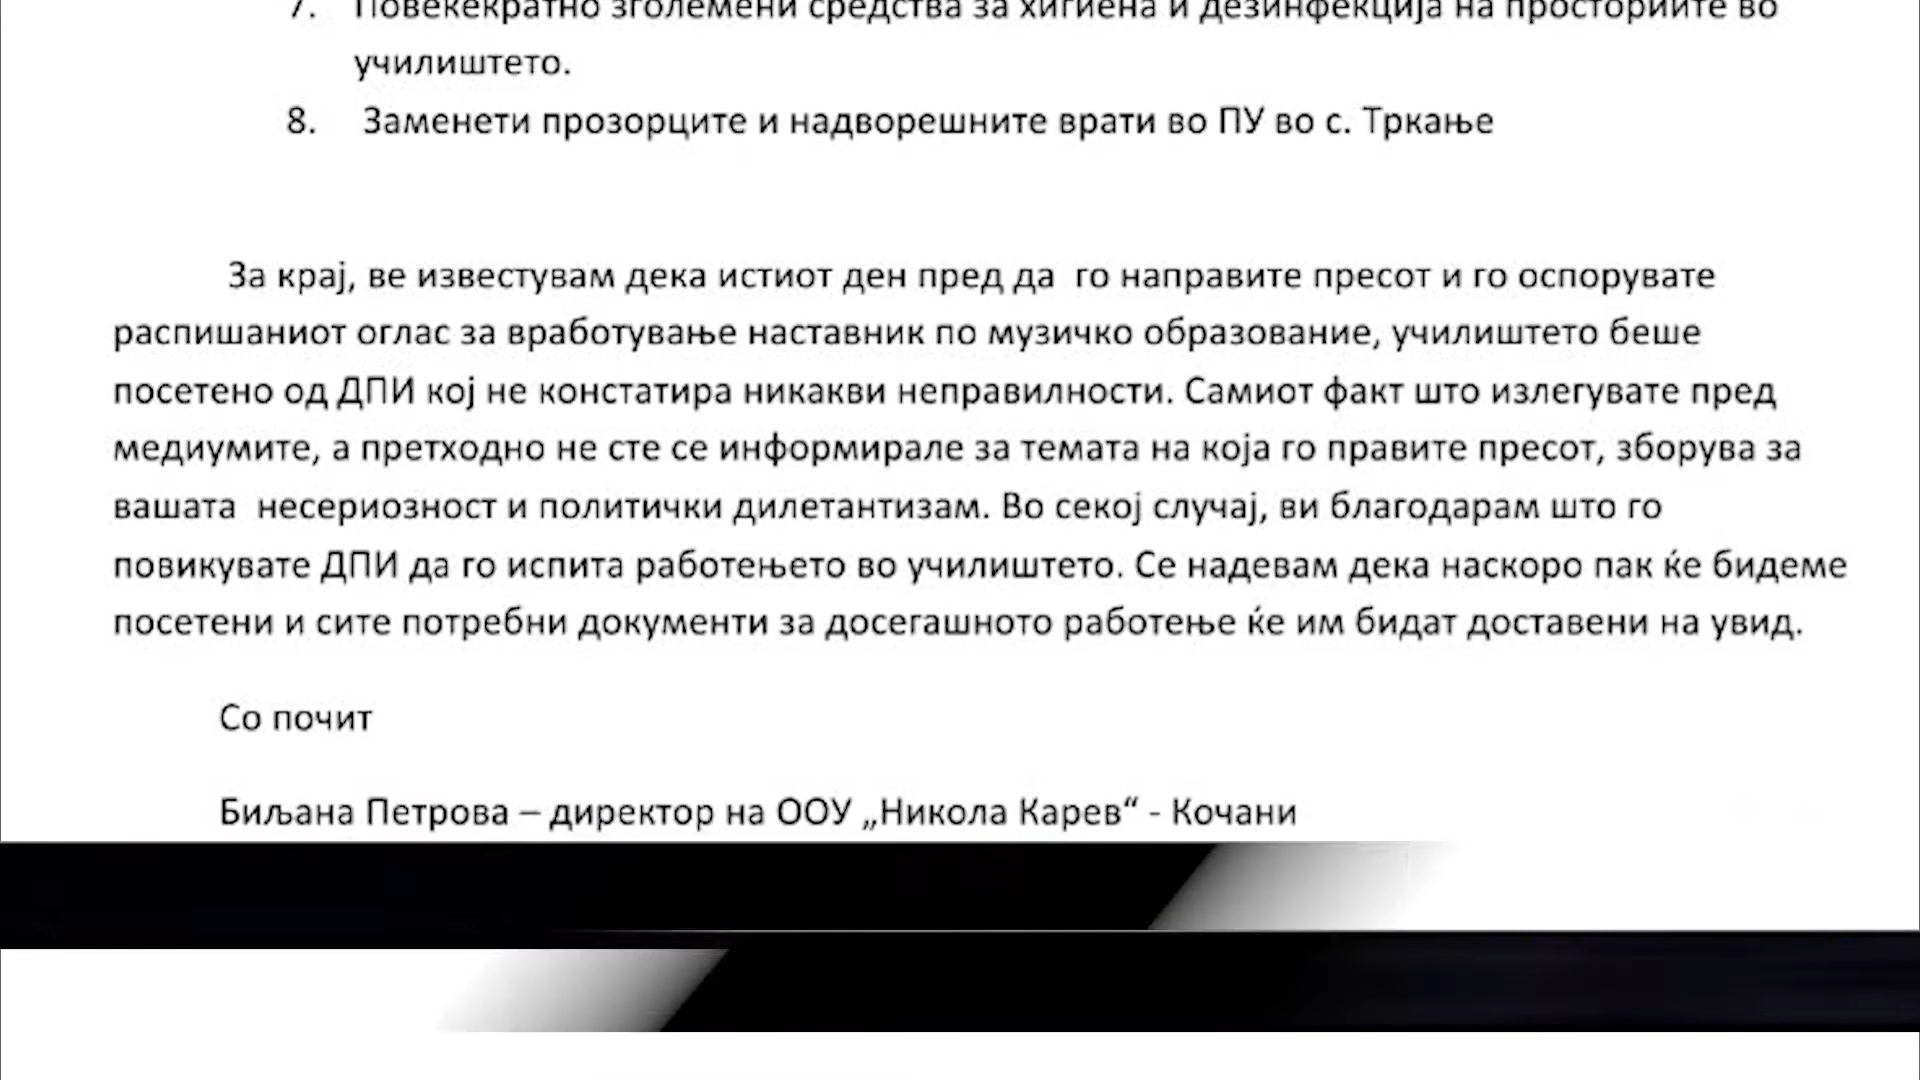 7. Повеќекратно зголемени средства за хигиена и дезинфекција на просториите во
училиштето.
8. Заменети прозорците и надворешните врати во ПУ во с. Тркање
За крај, ве известувам дека истиот ден пред да го направите пресот и го оспорувате
распишаниот оглас за вработување наставник по музичко образование, училиштето беше
посетено од ДПИ кој не констатира никакви неправилности. Самиот факт што излегувате пред
медиумите, а претходно не сте се информирале за темата на која го правите пресот, зборува за
вашата несериозност и политички дилетантизам. Во секој случај, ви благодарам што го
повикувате ДПИ да го испита работењето во училиштето. Се надевам дека наскоро пак ќе бидеме
посетени и сите потребни документи за досегашното работење ќе им бидат доставени на увид.
Со почит
Биљана Петрова – директор на ООУ „Никола Карев“ - Кочани